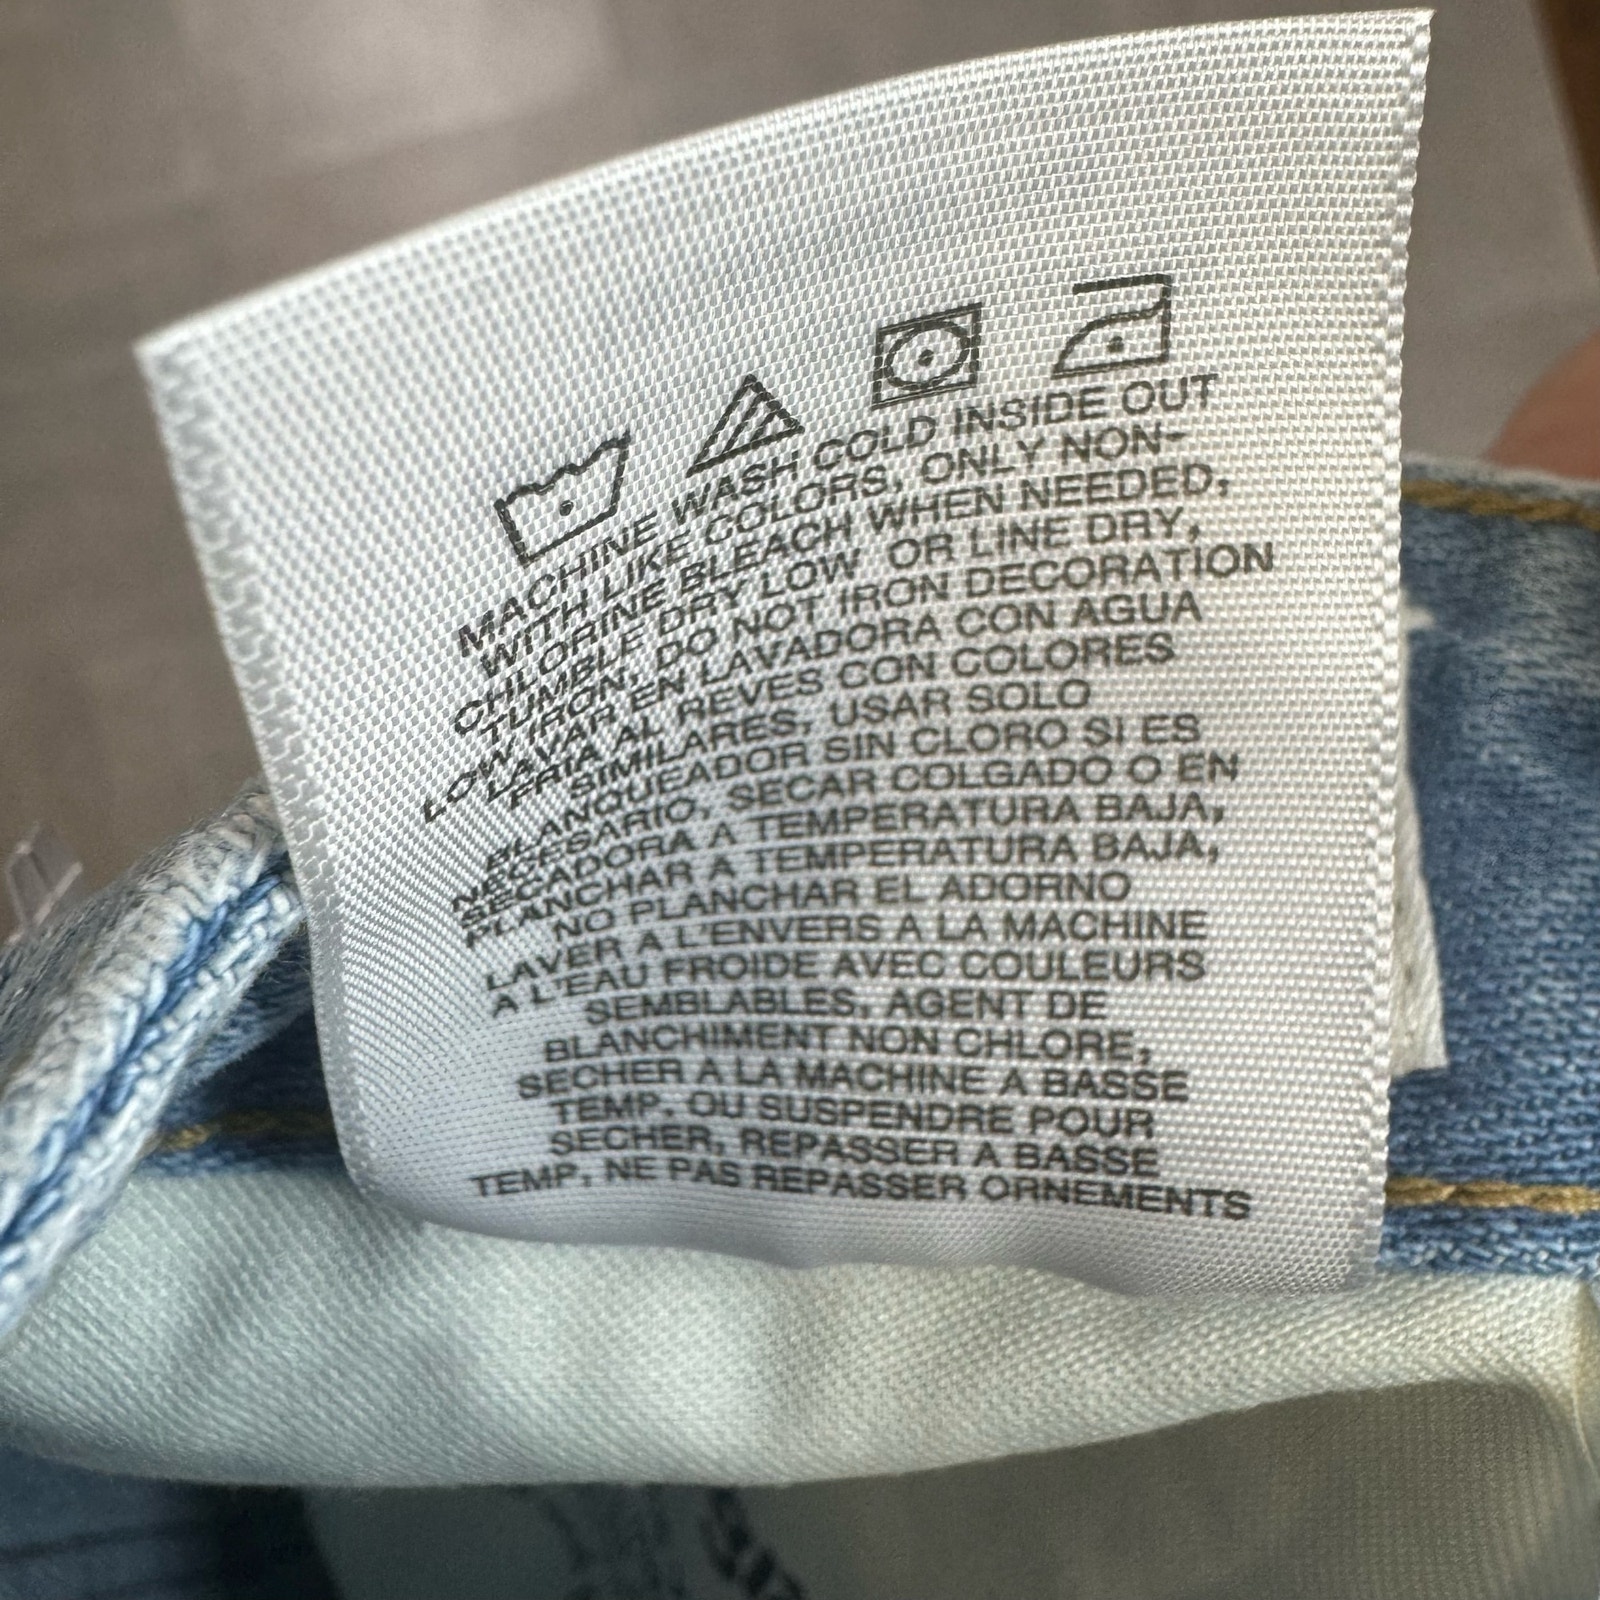 MACHINE WASH COLD INSIDE OUT
WITH LIKE COLORS, ONLY NON-
CHLORINE BLEACH WHEN NEEDED,
TUMBLE DRY LOW OR LINE DRY,
LOW IRON, DO NOT IRON DECORATION
LAVAR EN LAVADORA CON AGUA
FRIA AL REVES CON COLORES
SIMILARES, USAR SOLO
BLANQUEADOR SIN CLORO SI ES
NECESARIO, SECAR COLGADO O EN
SECADORA A TEMPERATURA BAJA,
PLANCHAR A TEMPERATURA BAJA,
NO PLANCHAR EL ADORNO
LAVER A L'ENVERS A LA MACHINE
A L'EAU FROIDE AVEC COULEURS
SEMBLABLES, AGENT DE
BLANCHIMENT NON CHLORE,
SECHER A LA MACHINE A BASSE
TEMP. OU SUSPENDRE POUR
SECHER, REPASSER A BASSE
TEMP, NE PAS REPASSER ORNEMENTS